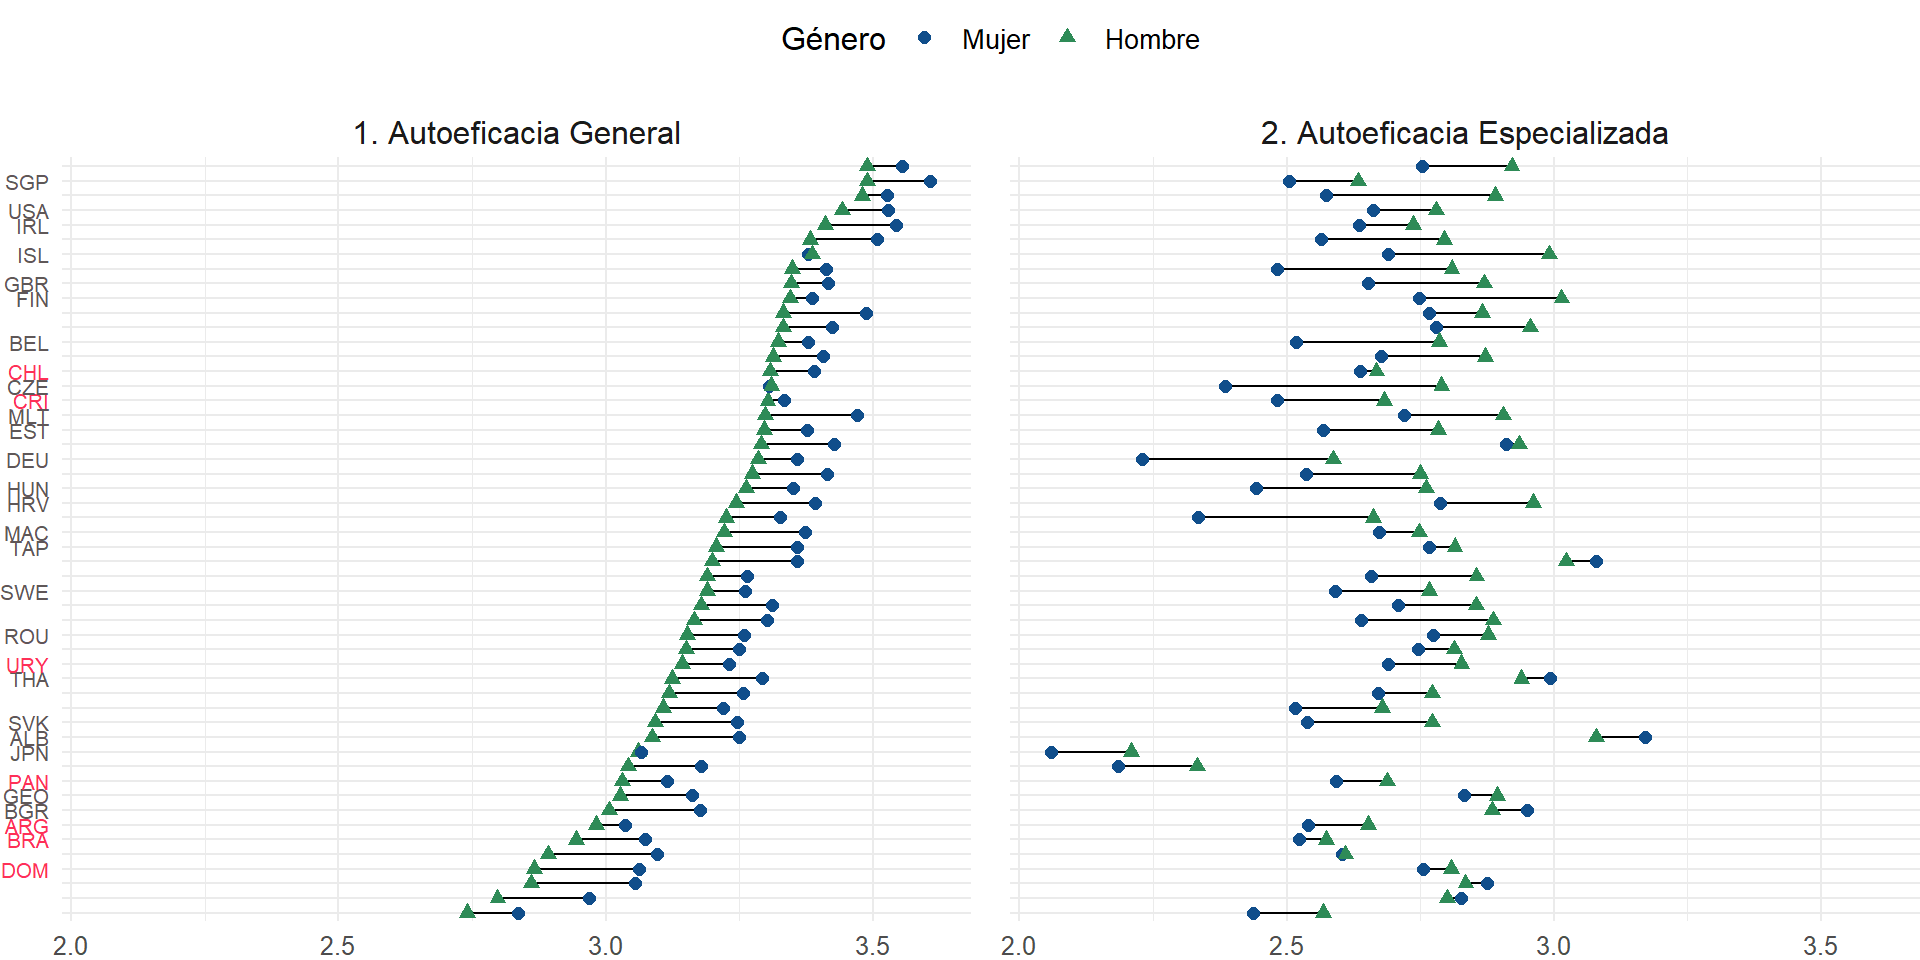 Género Mujer Hombre
1. Autoeficacia General
2. Autoeficacia Especializada
SGP
USA
IRL
ISL
GBR
FIN
BEL
CHL
CZE
CRI
MLT
EST
DEU
HUN
HRV
MAC
TAP
SWE
ROU
URY
THA
SVK
ALB
JPN
PAN
GEO
BGR
ARG
BRA
DOM
2.0 2.5 3.0 3.5
2.0 2.5 3.0 3.5